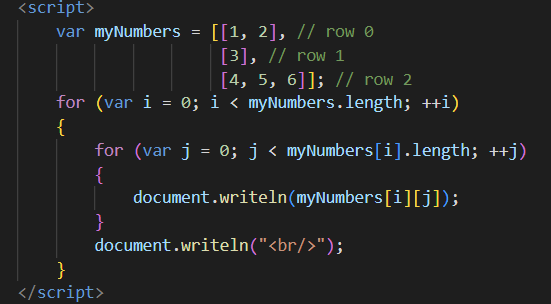 <script>
var myNumbers = [[1, 2], // row 0
[3], // row 1
[4, 5, 6]]; // row 2
for (var i = 0; i < myNumbers.length; ++i)
{
for (var j = 0; j < myNumbers[i].length; ++j)
{
document.writeln(myNumbers[i][j]);
}
document.writeln("<br/>");
}
</script>